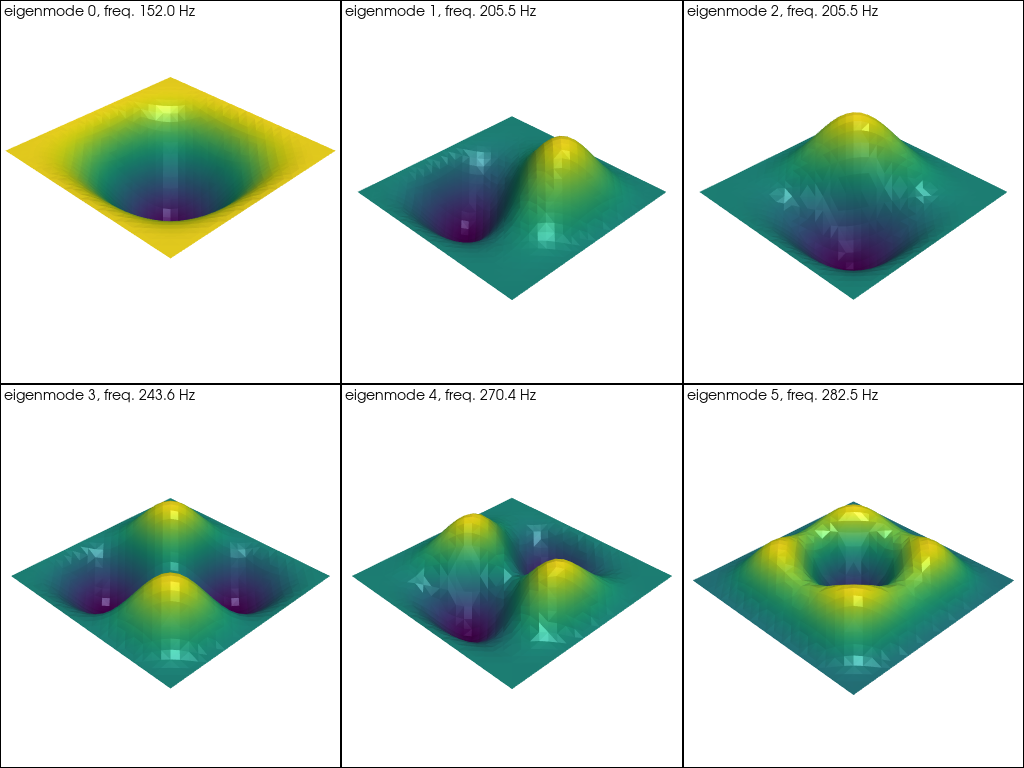 eigenmode 0, freq. 152.0 Hz
eigenmode 1, freq. 205.5 Hz
eigenmode 2, freq. 205.5 Hz
eigenmode 3, freq. 243.6 Hz
eigenmode 4, freq. 270.4 Hz
eigenmode 5, freq. 282.5 Hz